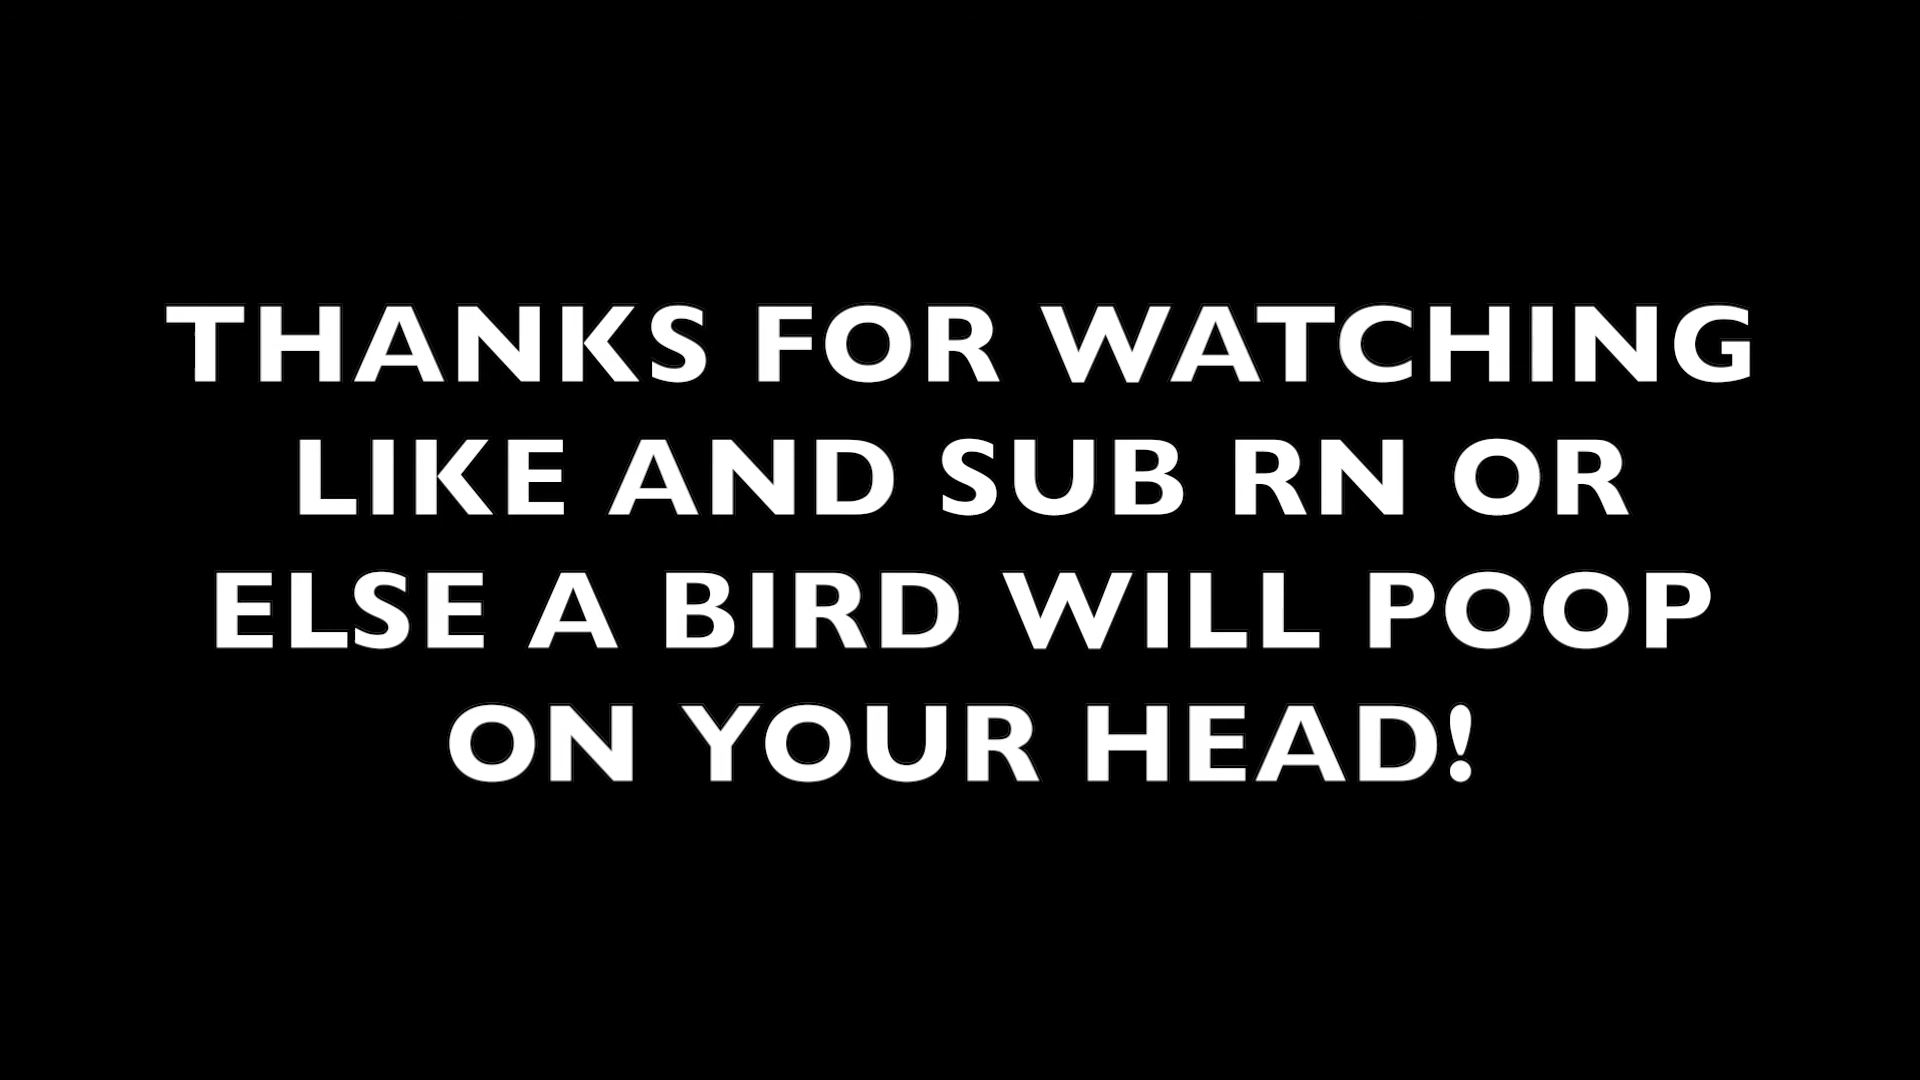 THANKS FOR WATCHING
LIKE AND SUB RN OR
ELSE A BIRD WILL POOP
ON YOUR HEAD!